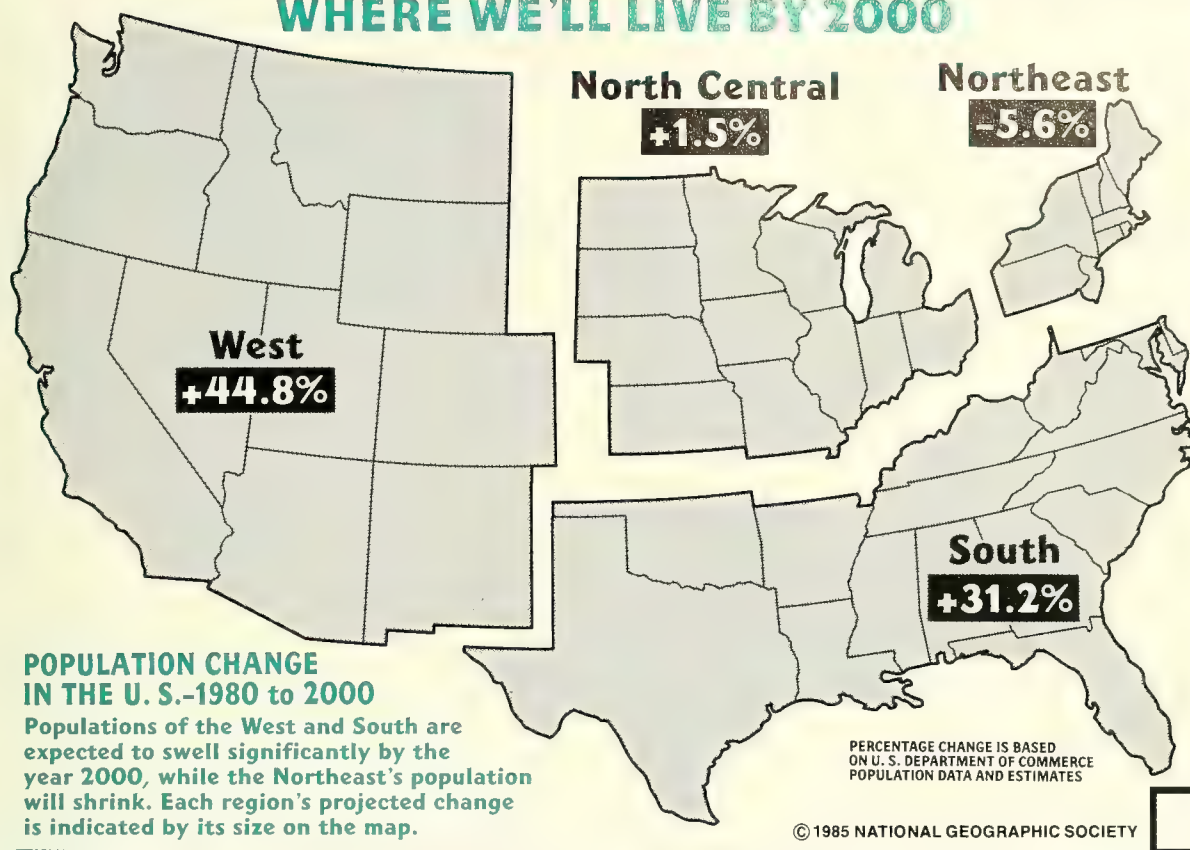 WHERE WE'LL LIVE BY 2000
North Central
+1.5%
Northeast
-5.6%
West
+44.8%
South
+31.2%
POPULATION CHANGE
IN THE U. S.-1980 to 2000
Populations of the West and South are
expected to swell significantly by the
year 2000, while the Northeast's population
will shrink. Each region's projected change
is indicated by its size on the map.
PERCENTAGE CHANGE IS BASED
ON U. S. DEPARTMENT OF COMMERCE
POPULATION DATA AND ESTIMATES
© 1985 NATIONAL GEOGRAPHIC SOCIETY